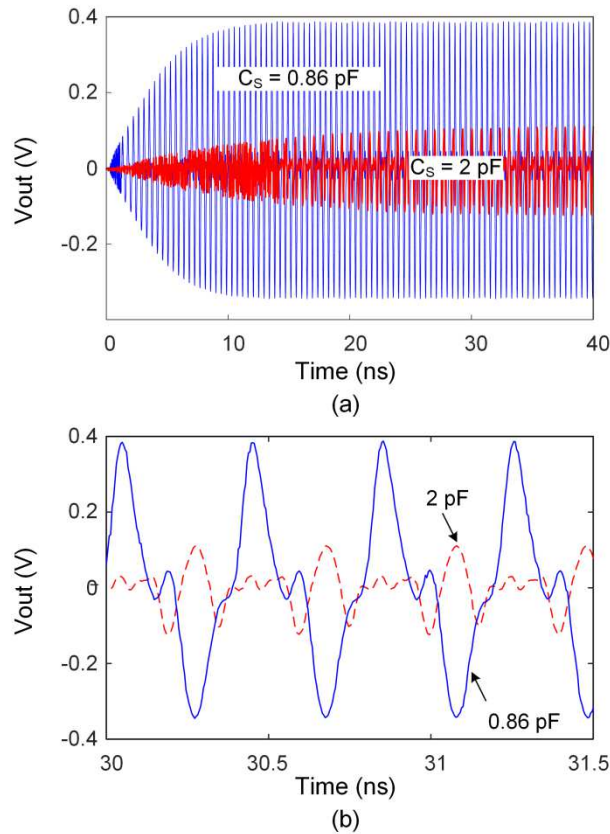 0.4
C_S = 0.86 pF
0.2
Vout (V)
0
C_S = 2 pF
-0.2
0 10 20 30 40
Time (ns)
(a)
0.4
2 pF
0.2
Vout (V)
0
-0.2
0.86 pF
-0.4
30 30.5 31 31.5
Time (ns)
(b)